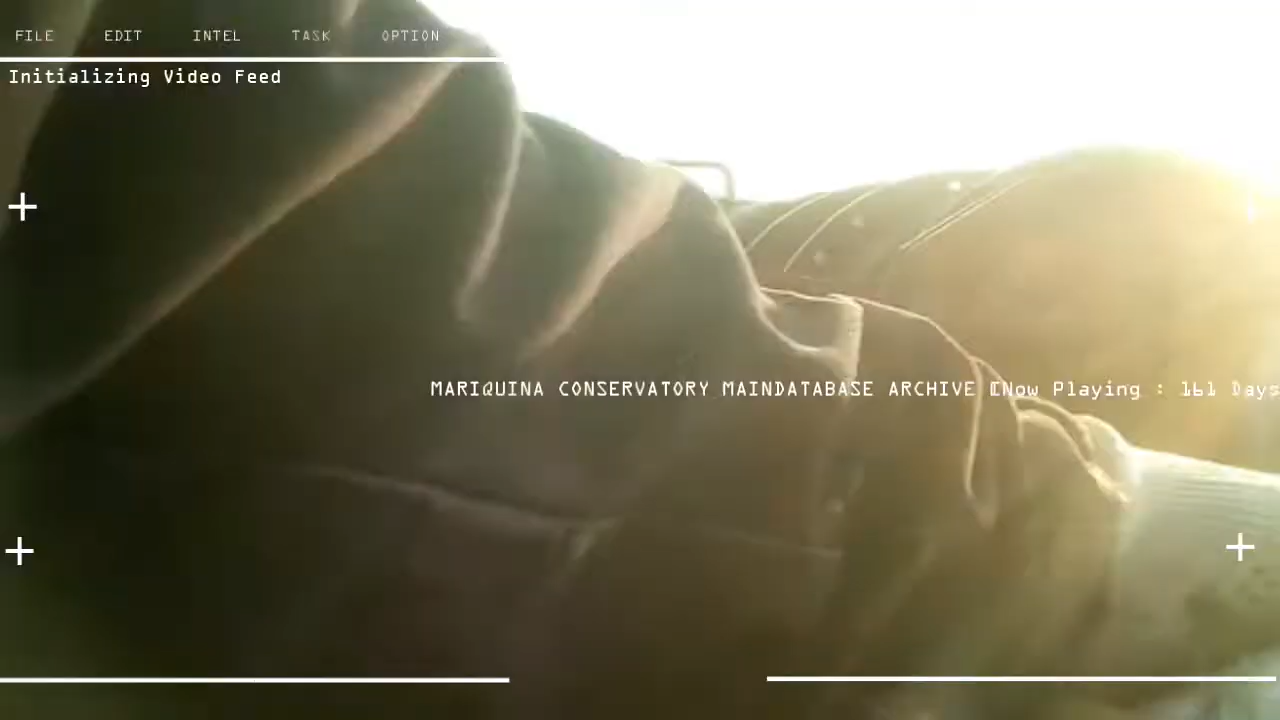 FILE EDIT INTEL TASK OPTION
Initializing Video Feed
MARIQUINA CONSERVATORY MAINDATABASE ARCHIVE [Now Playing : 161 Days